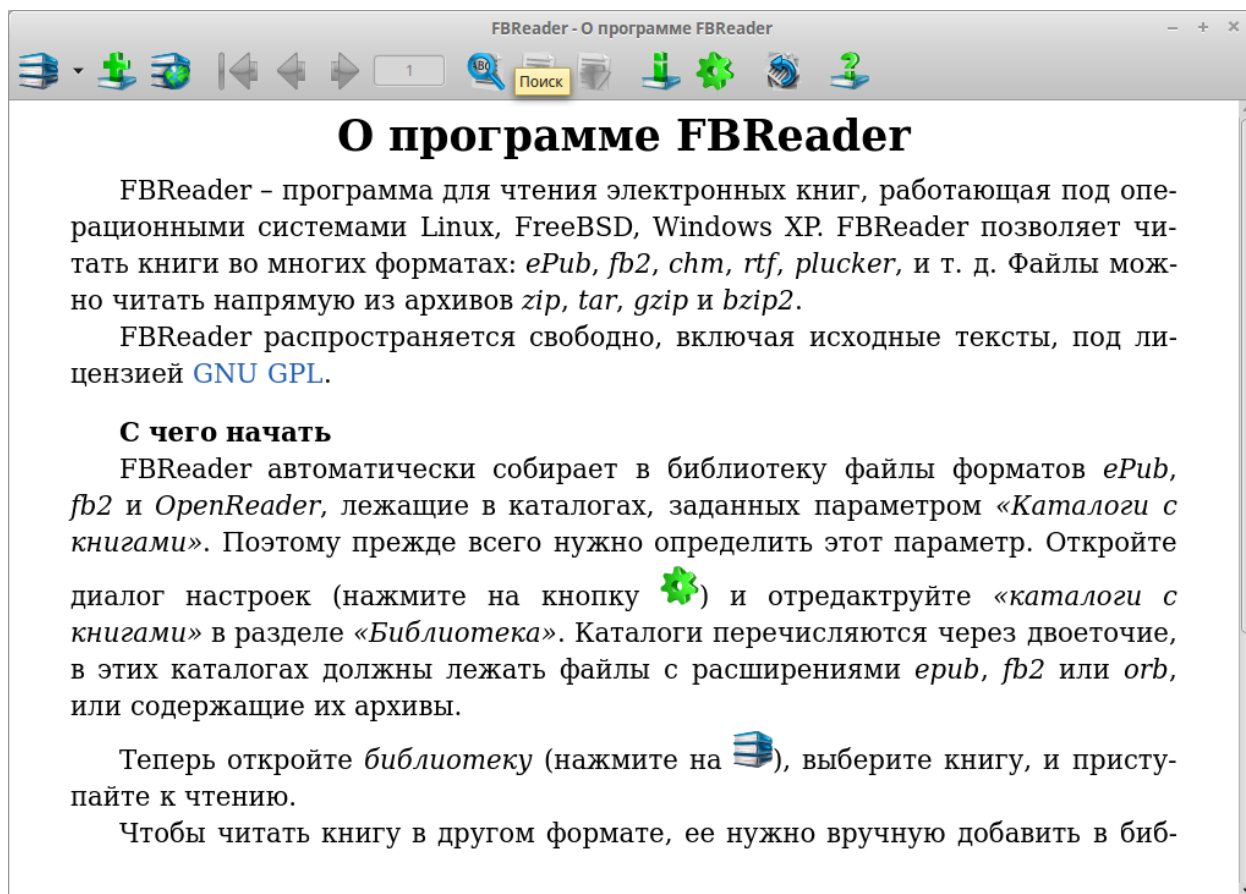 FBReader - О программе FBReader
1
ABC
Поиск
О программе FBReader
FBReader – программа для чтения электронных книг, работающая под опе-
рационными системами Linux, FreeBSD, Windows XP. FBReader позволяет чи-
тать книги во многих форматах: ePub, fb2, chm, rtf, plucker, и т. д. Файлы мож-
но читать напрямую из архивов zip, tar, gzip и bzip2.
FBReader распространяется свободно, включая исходные тексты, под ли-
цензией GNU GPL.
С чего начать
FBReader автоматически собирает в библиотеку файлы форматов ePub,
fb2 и OpenReader, лежащие в каталогах, заданных параметром «Каталоги с
книгами». Поэтому прежде всего нужно определить этот параметр. Откройте
диалог настроек (нажмите на кнопку ) и отредактруйте «каталоги с
книгами» в разделе «Библиотека». Каталоги перечисляются через двоеточие,
в этих каталогах должны лежать файлы с расширениями epub, fb2 или orb,
или содержащие их архивы.
Теперь откройте библиотеку (нажмите на ), выберите книгу, и присту-
пайте к чтению.
Чтобы читать книгу в другом формате, ее нужно вручную добавить в биб-